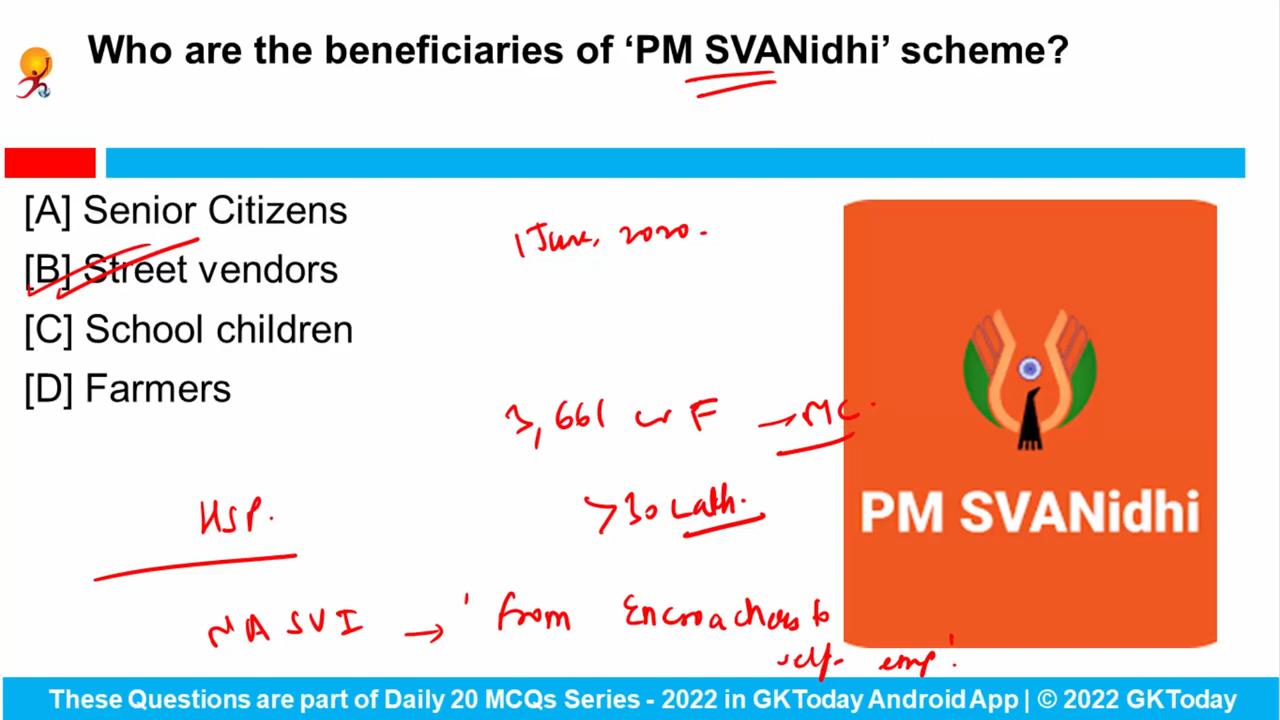 Who are the beneficiaries of ‘PM SVANidhi’ scheme?
[A] Senior Citizens
1 June, 2020.
[B] Street vendors
[C] School children
[D] Farmers
3,661 cr F → MC.
> 30 Lakh.
PM SVANidhi
NASVI → ' from Encroachers to
self- emp'.
These Questions are part of Daily 20 MCQs Series - 2022 in GKToday Android App | © 2022 GKToday